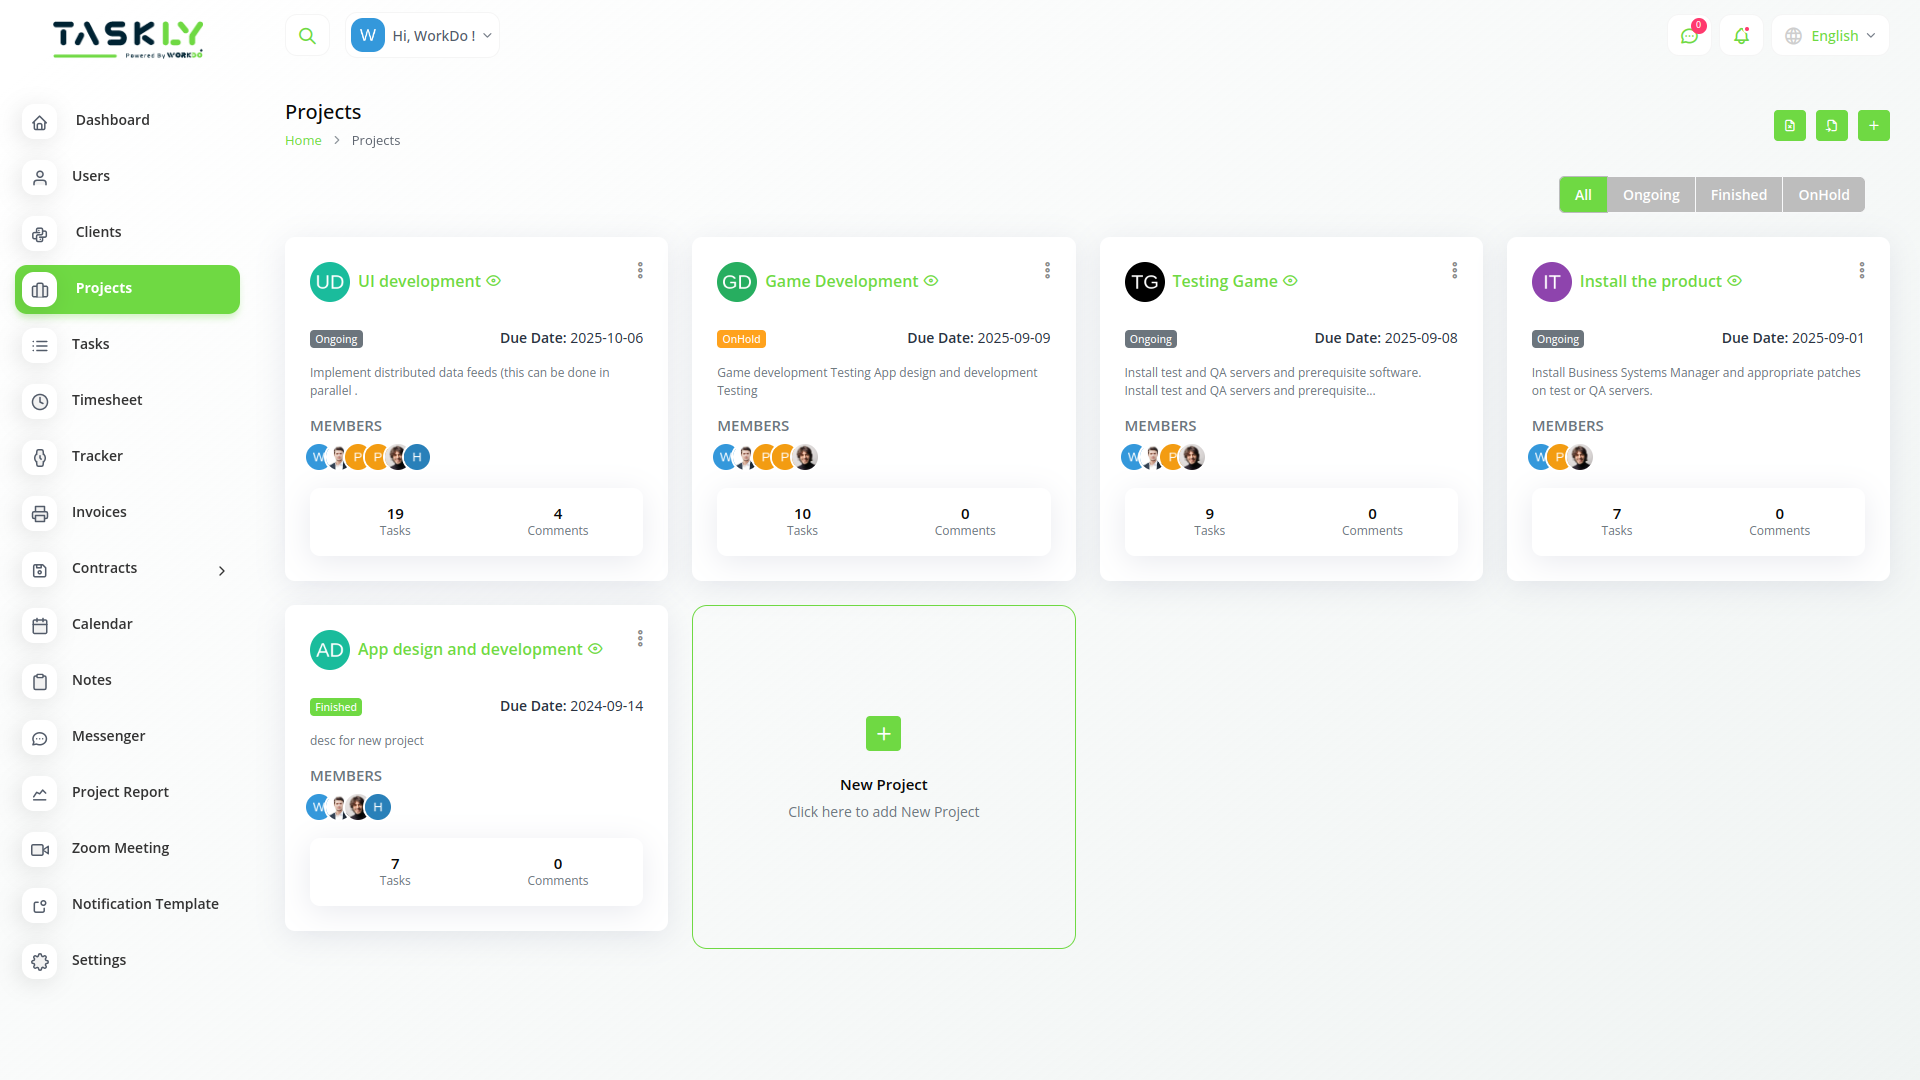 TASKLY
Powered By WORKDO
W Hi, WorkDo !
0
English
Dashboard
Users
Clients
Projects
Tasks
Timesheet
Tracker
Invoices
Contracts
Calendar
Notes
Messenger
Project Report
Zoom Meeting
Notification Template
Settings
Projects
Home > Projects
All Ongoing Finished OnHold
UD UI development
Ongoing Due Date: 2025-10-06
Implement distributed data feeds (this can be done in
parallel .
MEMBERS
W P P H
19 4
Tasks Comments
GD Game Development
OnHold Due Date: 2025-09-09
Game development Testing App design and development
Testing
MEMBERS
W P P
10 0
Tasks Comments
TG Testing Game
Ongoing Due Date: 2025-09-08
Install test and QA servers and prerequisite software.
Install test and QA servers and prerequisite...
MEMBERS
W P
9 0
Tasks Comments
IT Install the product
Ongoing Due Date: 2025-09-01
Install Business Systems Manager and appropriate patches
on test or QA servers.
MEMBERS
W P
7 0
Tasks Comments
AD App design and development
Finished Due Date: 2024-09-14
desc for new project
MEMBERS
W H
7 0
Tasks Comments
New Project
Click here to add New Project